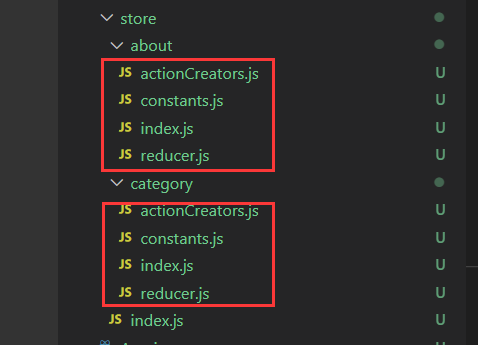 store
about
JS actionCreators.js U
JS constants.js U
JS index.js U
JS reducer.js U
category
JS actionCreators.js U
JS constants.js U
JS index.js U
JS reducer.js U
JS index.js U